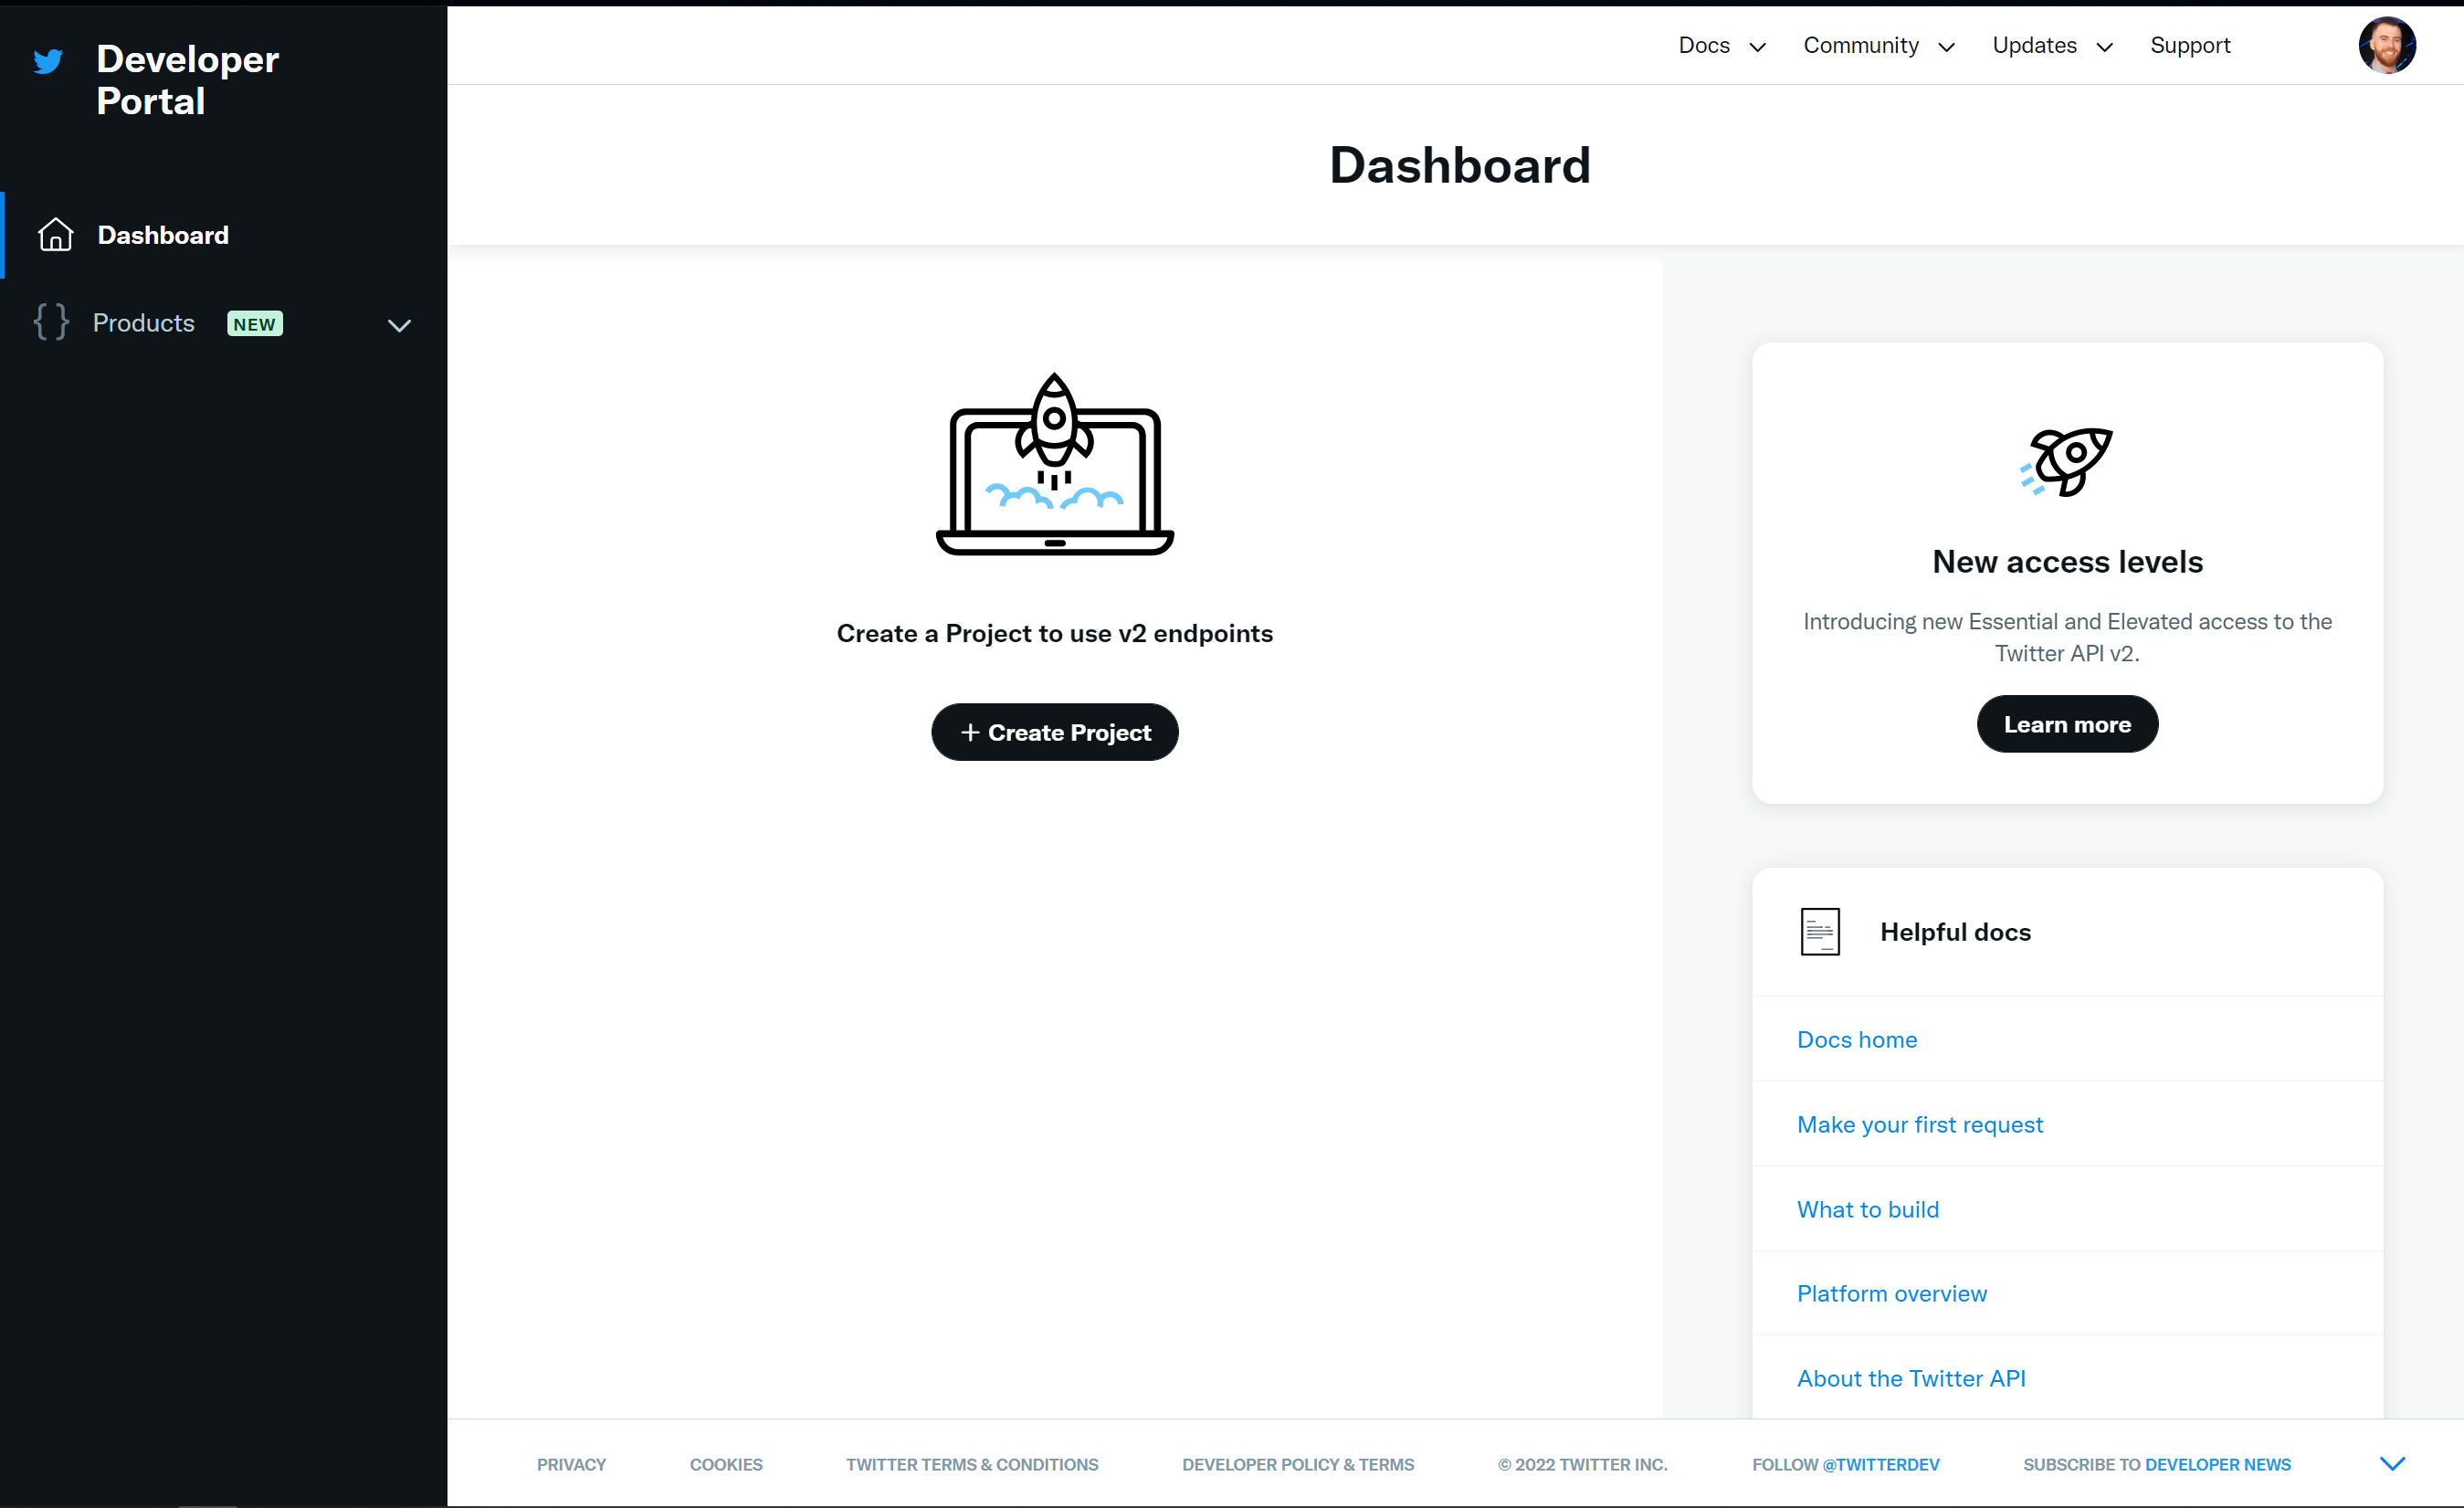 Developer
Portal
Dashboard
Products NEW
Docs Community Updates Support
Dashboard
Create a Project to use v2 endpoints
+ Create Project
New access levels
Introducing new Essential and Elevated access to the
Twitter API v2.
Learn more
Helpful docs
Docs home
Make your first request
What to build
Platform overview
About the Twitter API
PRIVACY COOKIES TWITTER TERMS & CONDITIONS DEVELOPER POLICY & TERMS © 2022 TWITTER INC. FOLLOW @TWITTERDEV SUBSCRIBE TO DEVELOPER NEWS